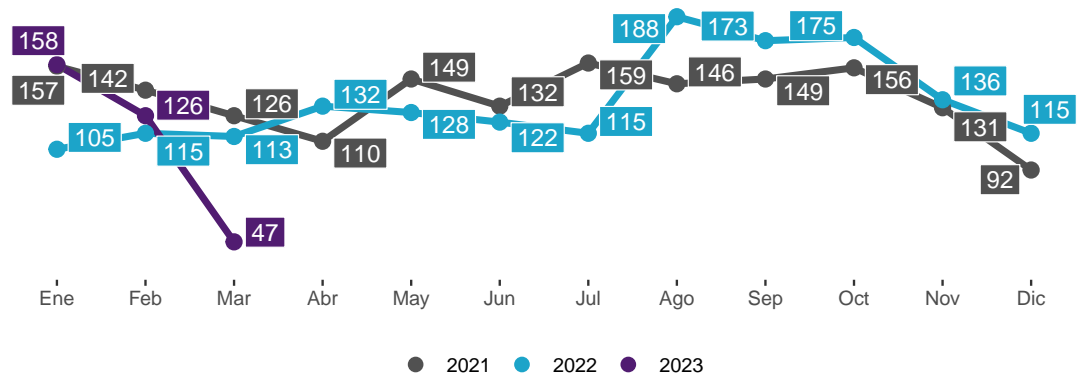 188 173 175
158 142 149 132 159 146 149 156 136
157 126 126 132 128 122 115 131 115
105 115 113 110 92
47
Ene Feb Mar Abr May Jun Jul Ago Sep Oct Nov Dic
2021 2022 2023